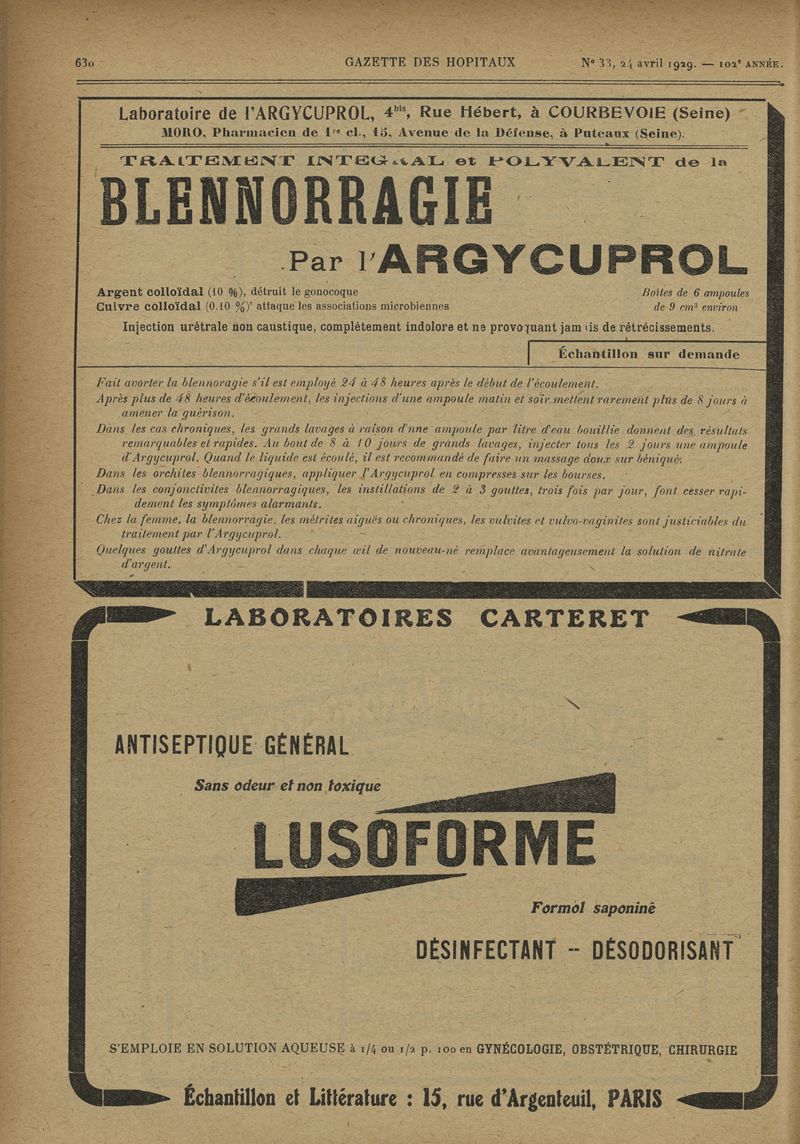 630 GAZETTE DES HOPITAUX N° 33, 24 avril 1929. — 102e ANNÉE.
Laboratoire de l'ARGYCUPROL, 4bis, Rue Hébert, à COURBEVOIE (Seine)
MORO, Pharmacien de 1re cl., 18, Avenue de la Défense, à Puteaux (Seine).
TRAITEMENT INTEGRAL et POLYVALENT de la
BLENNORRAGIE
Par l'ARGYCUPROL
Argent colloïdal (10 %), détruit le gonocoque Boîtes de 6 ampoules
Cuivre colloïdal (0.10 %)' attaque les associations microbiennes de 9 cm³ environ
Injection urétrale non caustique, complètement indolore et ne provoquant jamais de rétrécissements.
Échantillon sur demande
Fait avorter la blennoragie s'il est employé 24 à 48 heures après le début de l'écoulement.
Après plus de 48 heures d'écoulement, les injections d'une ampoule matin et soir mettent rarement plus de 8 jours à
amener la guérison.
Dans les cas chroniques, les grands lavages à raison d'nne ampoule par litre d'eau bouillie donnent des résultats
remarquables et rapides. Au bout de 8 à 10 jours de grands lavages, injecter tous les 2 jours une ampoule
d'Argycuprol. Quand le liquide est écoulé, il est recommandé de faire un massage doux sur béniqué.
Dans les orchites blennorragiques, appliquer l'Argycuprol en compresses sur les bourses.
Dans les conjonctivites blennorragiques, les instillations de 2 à 3 gouttes, trois fois par jour, font cesser rapi-
dement les symptômes alarmants.
Chez la femme, la blennorragie, les métrites aiguës ou chroniques, les vulvites et vulvo-vaginites sont justiciables du
traitement par l'Argycuprol.
Quelques gouttes d'Argycuprol dans chaque œil de nouveau-né remplace avantageusement la solution de nitrate
d'argent.
LABORATOIRES CARTERET
ANTISEPTIQUE GÉNÉRAL
Sans odeur et non toxique
LUSOFORME
Formol saponiné
DÉSINFECTANT -- DÉSODORISANT
S'EMPLOIE EN SOLUTION AQUEUSE à 1/4 ou 1/2 p. 100 en GYNÉCOLOGIE, OBSTÉTRIQUE, CHIRURGIE
Échantillon et Littérature : 15, rue d'Argenteuil, PARIS